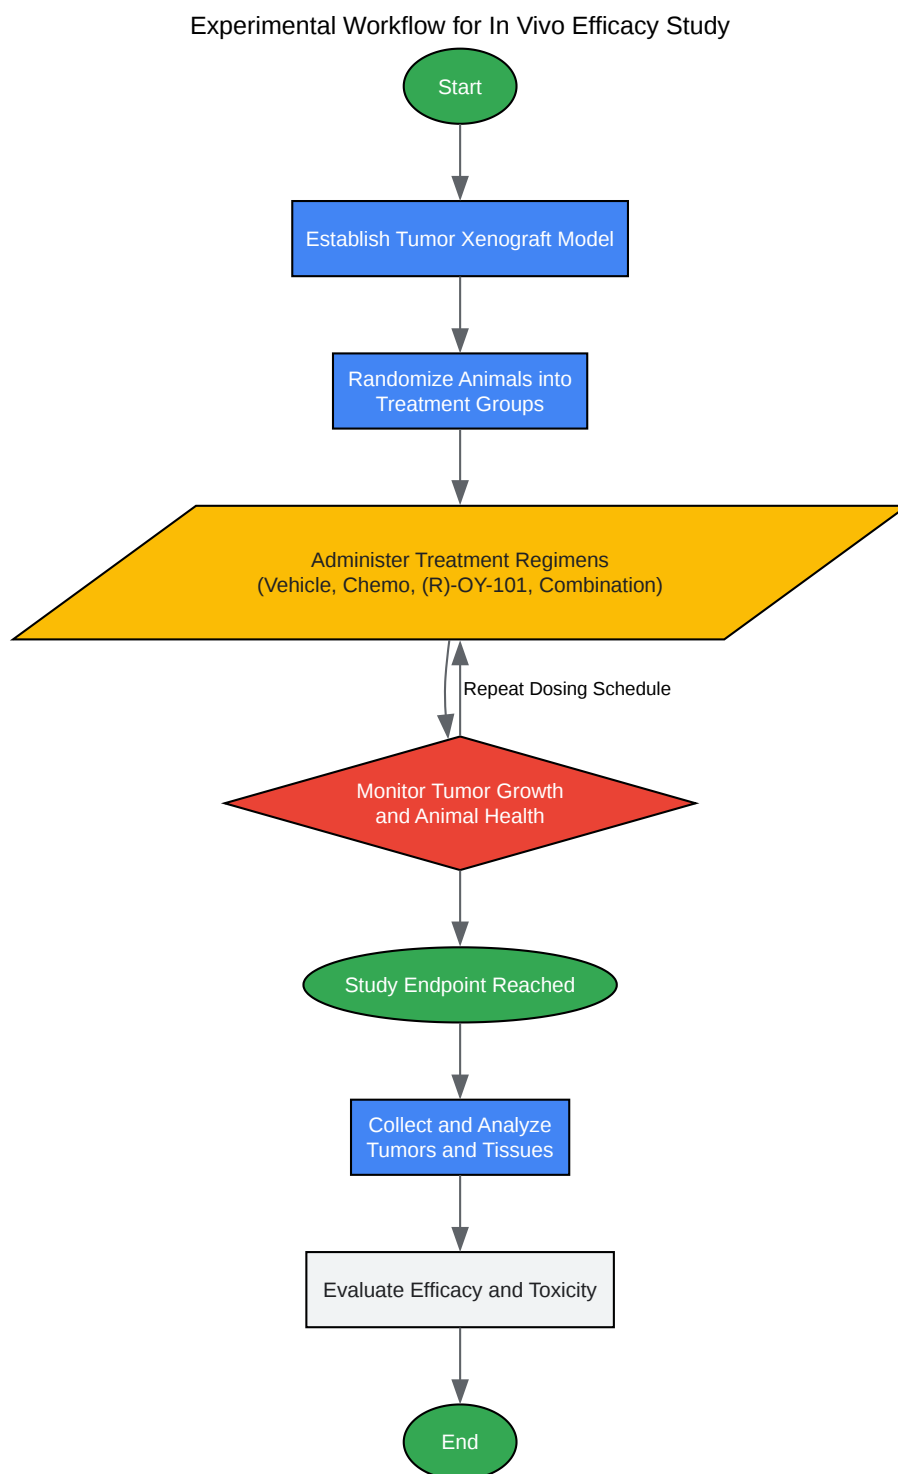 Experimental Workflow for In Vivo Efficacy Study
Start
Establish Tumor Xenograft Model
Randomize Animals into
Treatment Groups
Administer Treatment Regimens
(Vehicle, Chemo, (R)-OY-101, Combination)
Repeat Dosing Schedule
Monitor Tumor Growth
and Animal Health
Study Endpoint Reached
Collect and Analyze
Tumors and Tissues
Evaluate Efficacy and Toxicity
End